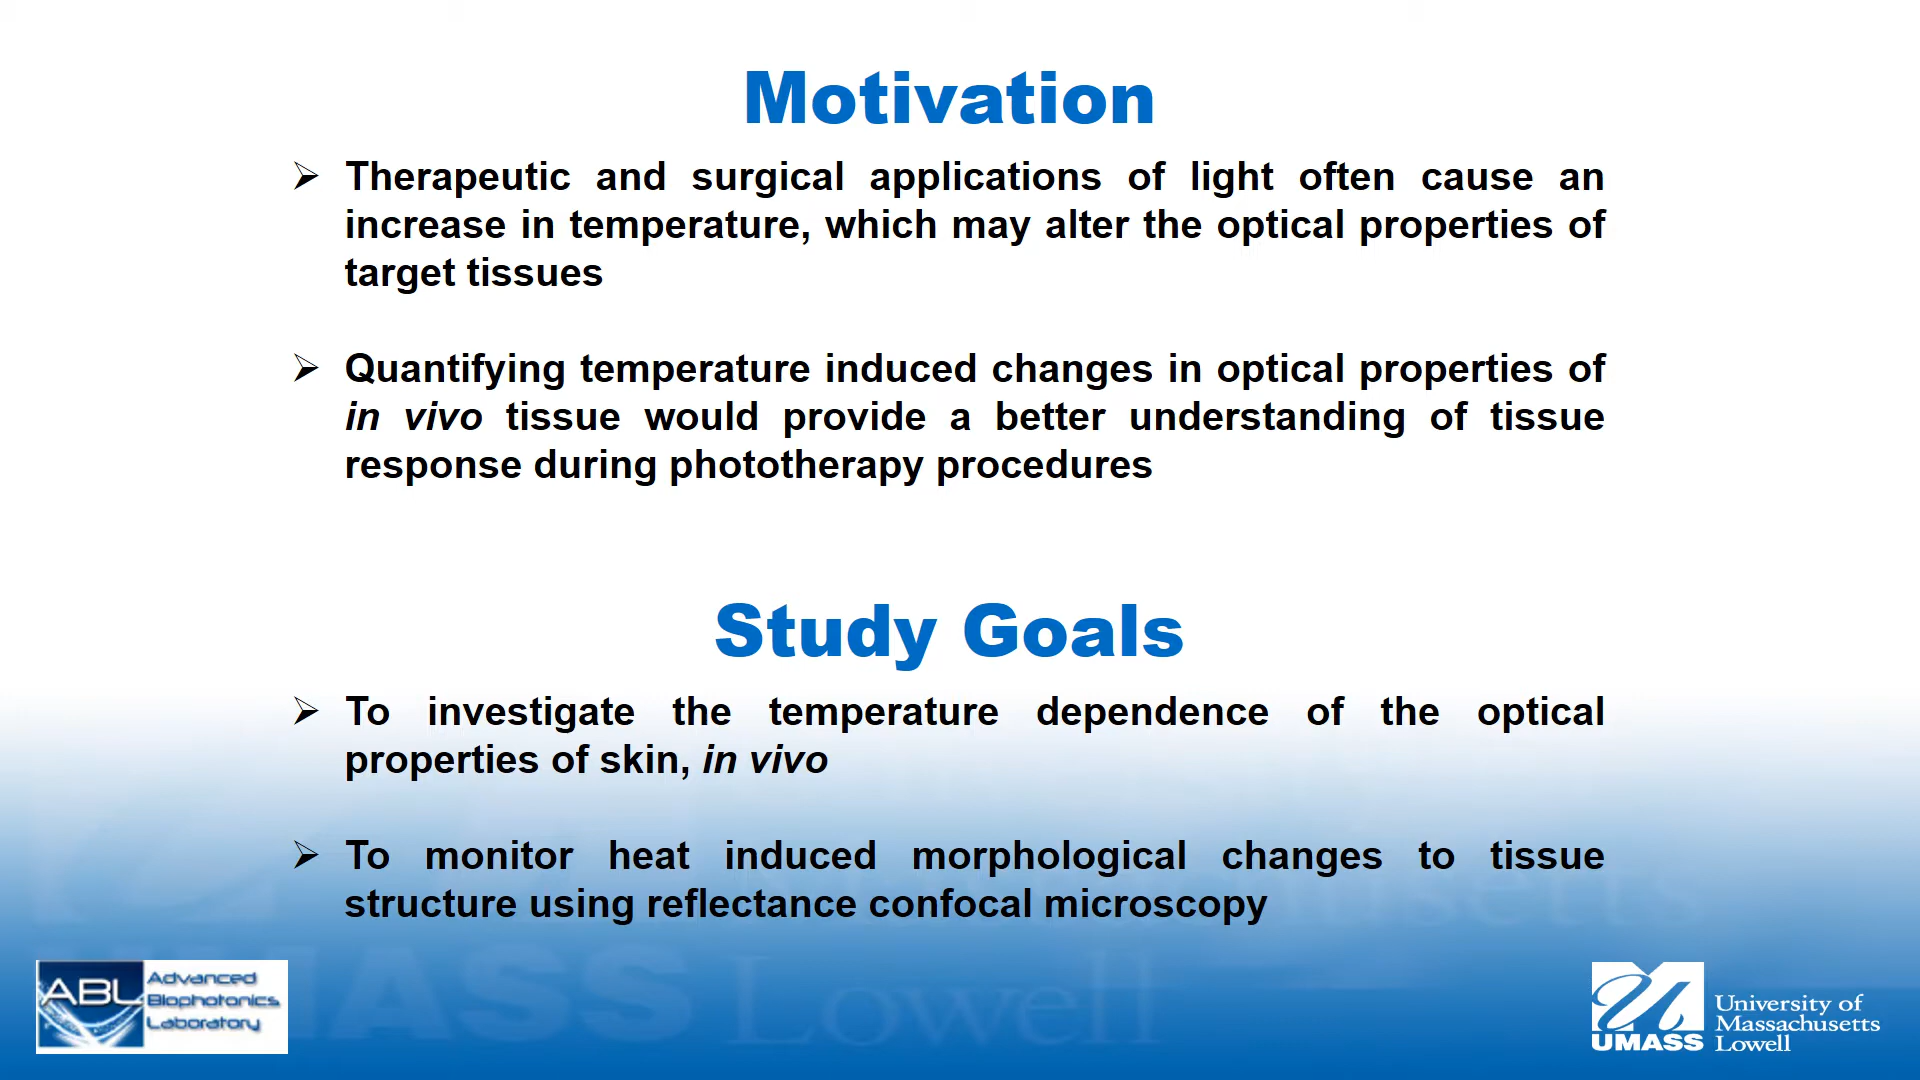 Motivation
➢ Therapeutic and surgical applications of light often cause an
increase in temperature, which may alter the optical properties of
target tissues
➢ Quantifying temperature induced changes in optical properties of
in vivo tissue would provide a better understanding of tissue
response during phototherapy procedures
Study Goals
➢ To investigate the temperature dependence of the optical
properties of skin, in vivo
➢ To monitor heat induced morphological changes to tissue
structure using reflectance confocal microscopy
UMASS Lowell
ABL
Advanced
Biophotonics
Laboratory
UMASS
University of
Massachusetts
Lowell